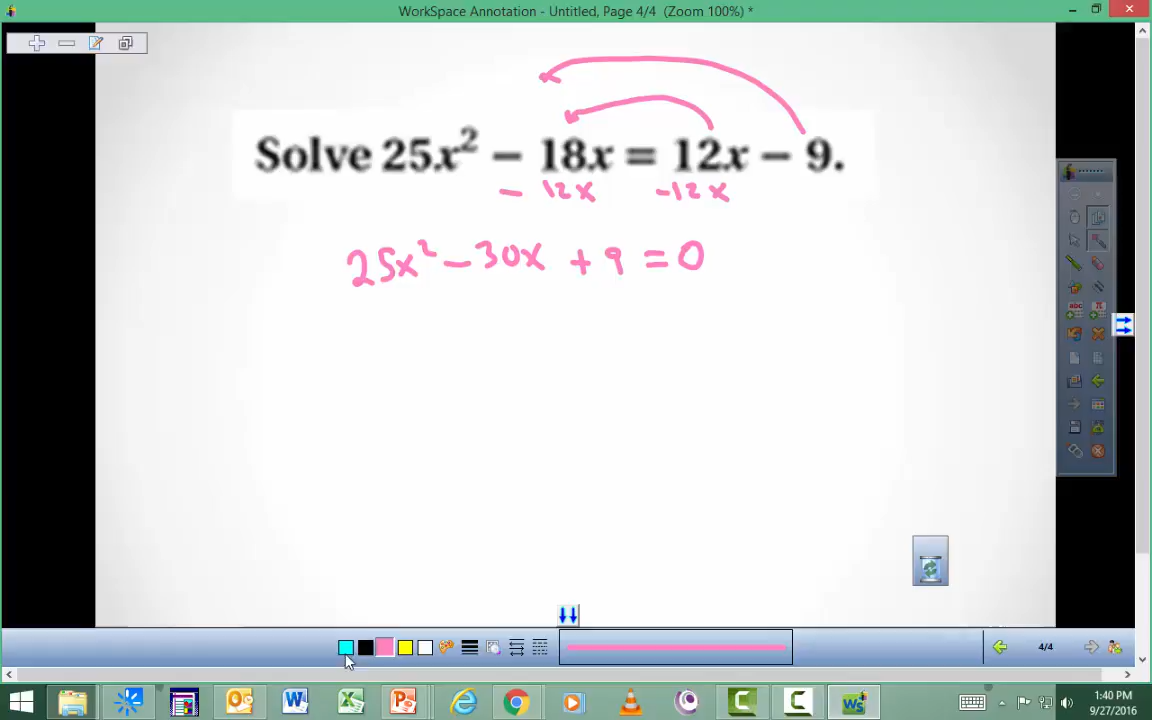 WorkSpace Annotation - Untitled, Page 4/4 (Zoom 100%) *
Solve 25x² − 18x = 12x − 9.
− 12x -12x
25x² − 30x + 9 = 0
4/4
1:40 PM
9/27/2016